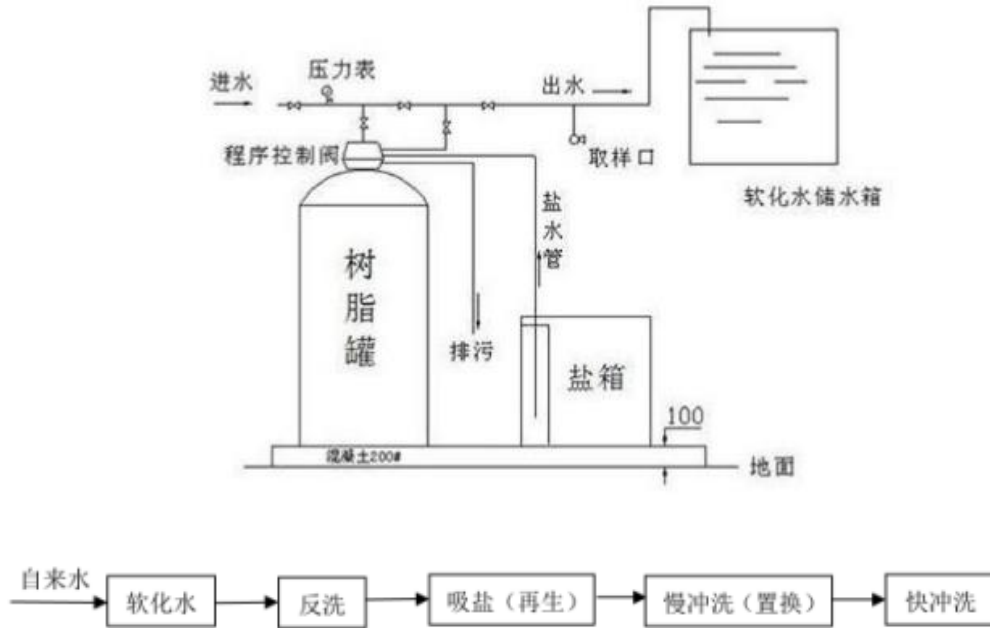 压力表
进水
出水
程序控制阀
取样口
软化水储水箱
盐水管
树脂罐
排污
盐箱
100
混凝土200#
地面
自来水
软化水
反洗
吸盐（再生）
慢冲洗（置换）
快冲洗